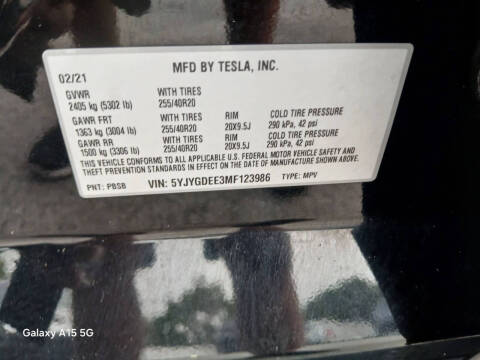 MFD BY TESLA, INC.
02/21
GVWR WITH TIRES
2405 kg (5302 lb) 255/40R20
GAWR FRT WITH TIRES RIM COLD TIRE PRESSURE
1363 kg (3004 lb) 255/40R20 20X9.5J 290 kPa, 42 psi
GAWR RR WITH TIRES RIM COLD TIRE PRESSURE
1500 kg (3306 lb) 255/40R20 20X9.5J 290 kPa, 42 psi
THIS VEHICLE CONFORMS TO ALL APPLICABLE U.S. FEDERAL MOTOR VEHICLE SAFETY AND
THEFT PREVENTION STANDARDS IN EFFECT ON THE DATE OF MANUFACTURE SHOWN ABOVE.
PNT: PBSB VIN: 5YJYGDEE3MF123986 TYPE: MPV
Galaxy A15 5G